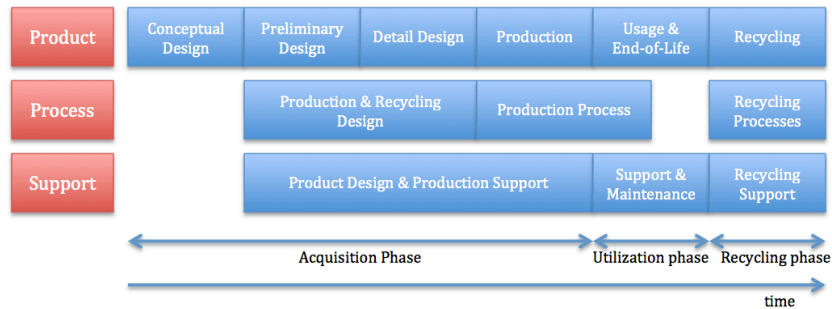 Product
Conceptual
Design
Preliminary
Design
Detail Design
Production
Usage &
End-of-Life
Recycling
Process
Production & Recycling
Design
Production Process
Recycling
Processes
Support
Product Design & Production Support
Support &
Maintenance
Recycling
Support
Acquisition Phase
Utilization phase
Recycling phase
time